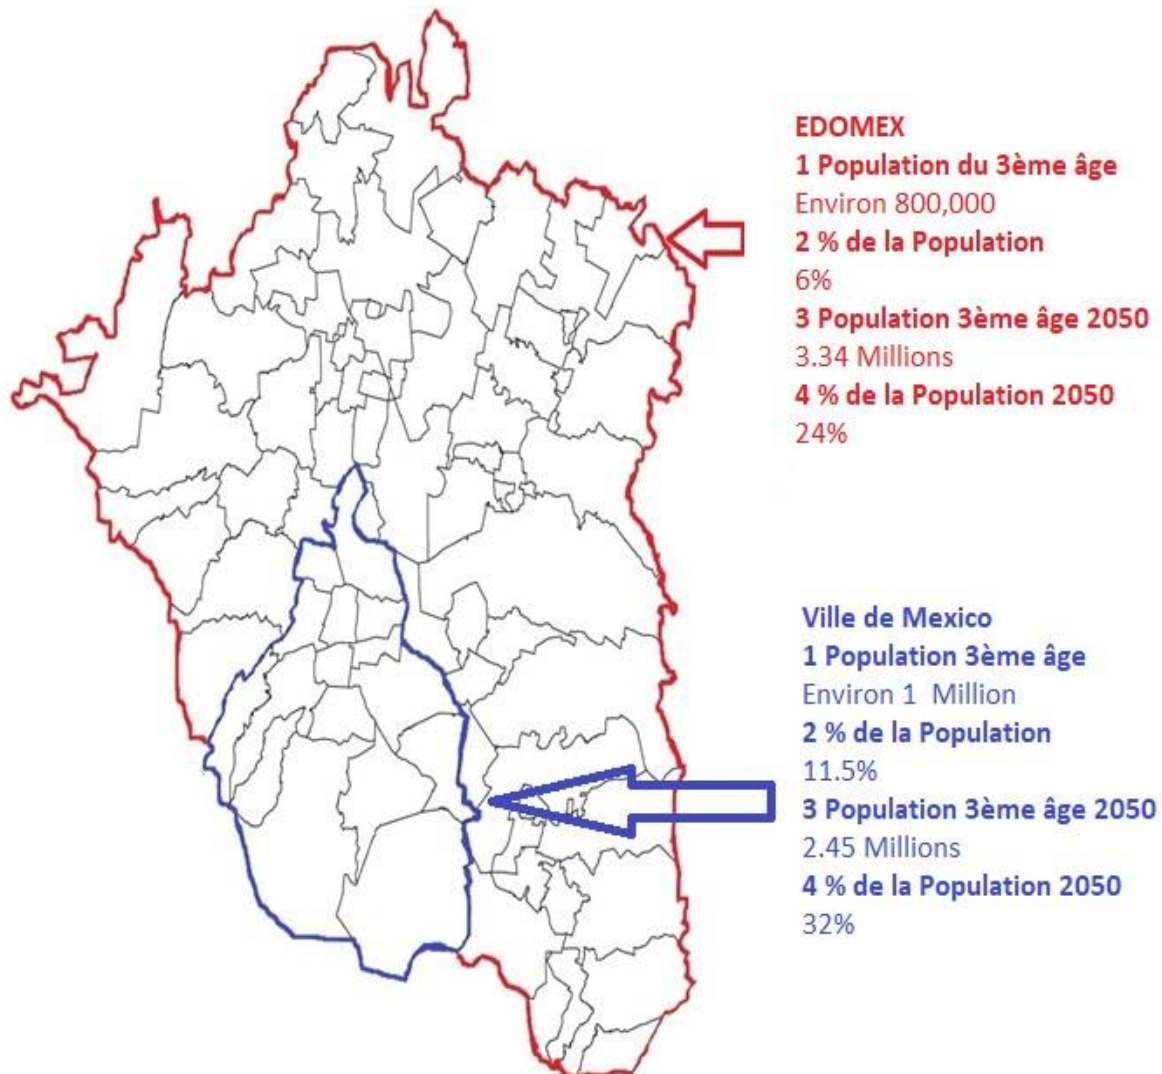 EDOMEX
1 Population du 3ème âge
Environ 800,000
2 % de la Population
6%
3 Population 3ème âge 2050
3.34 Millions
4 % de la Population 2050
24%
Ville de Mexico
1 Population 3ème âge
Environ 1 Million
2 % de la Population
11.5%
3 Population 3ème âge 2050
2.45 Millions
4 % de la Population 2050
32%